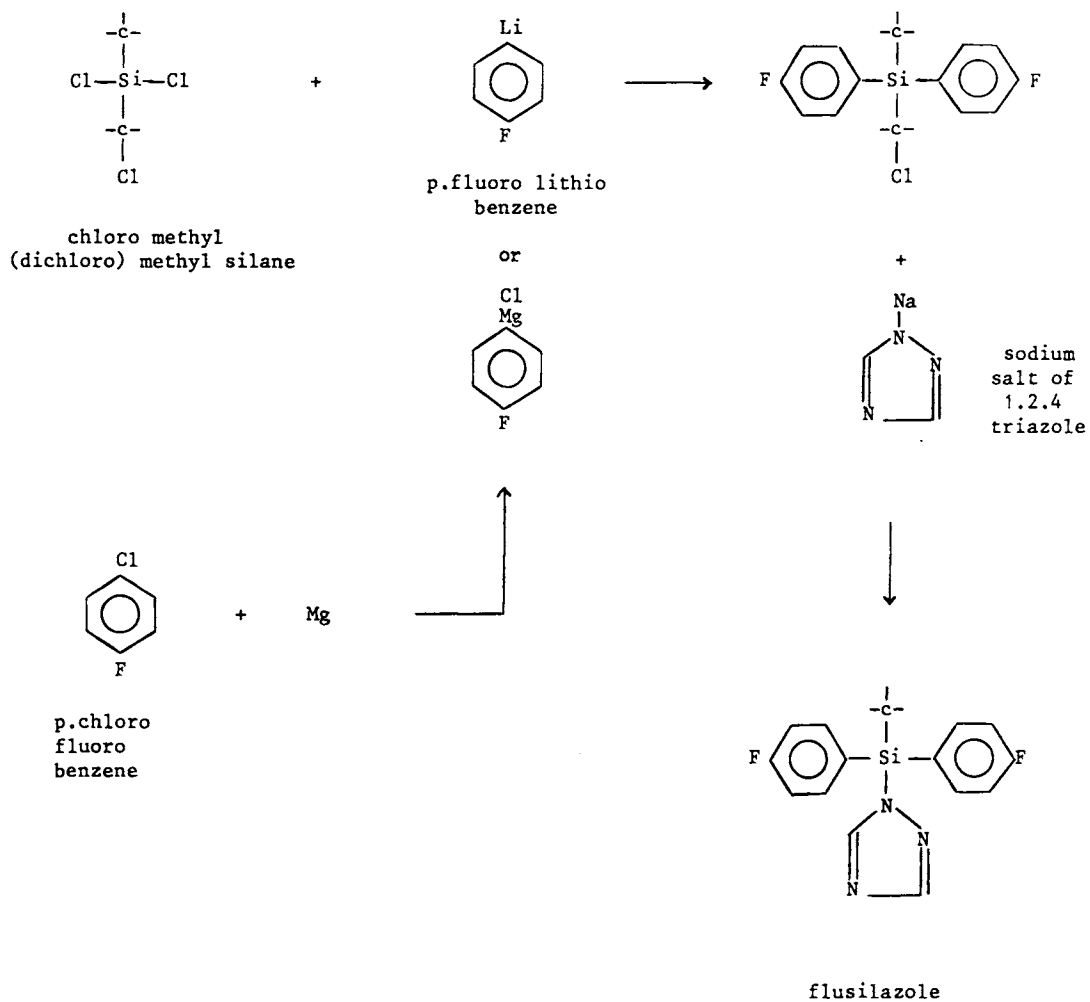 -C-
Cl-Si-Cl
-C-
Cl
chloro methyl
(dichloro) methyl silane
+
Li
F
p.fluoro lithio
benzene
or
Cl
Mg
F
-C-
F Si F
-C-
Cl
+
Na
N
N
N
sodium
salt of
1.2.4
triazole
Cl
F
+ Mg
p.chloro
fluoro
benzene
-C-
F Si F
N
N
N
flusilazole